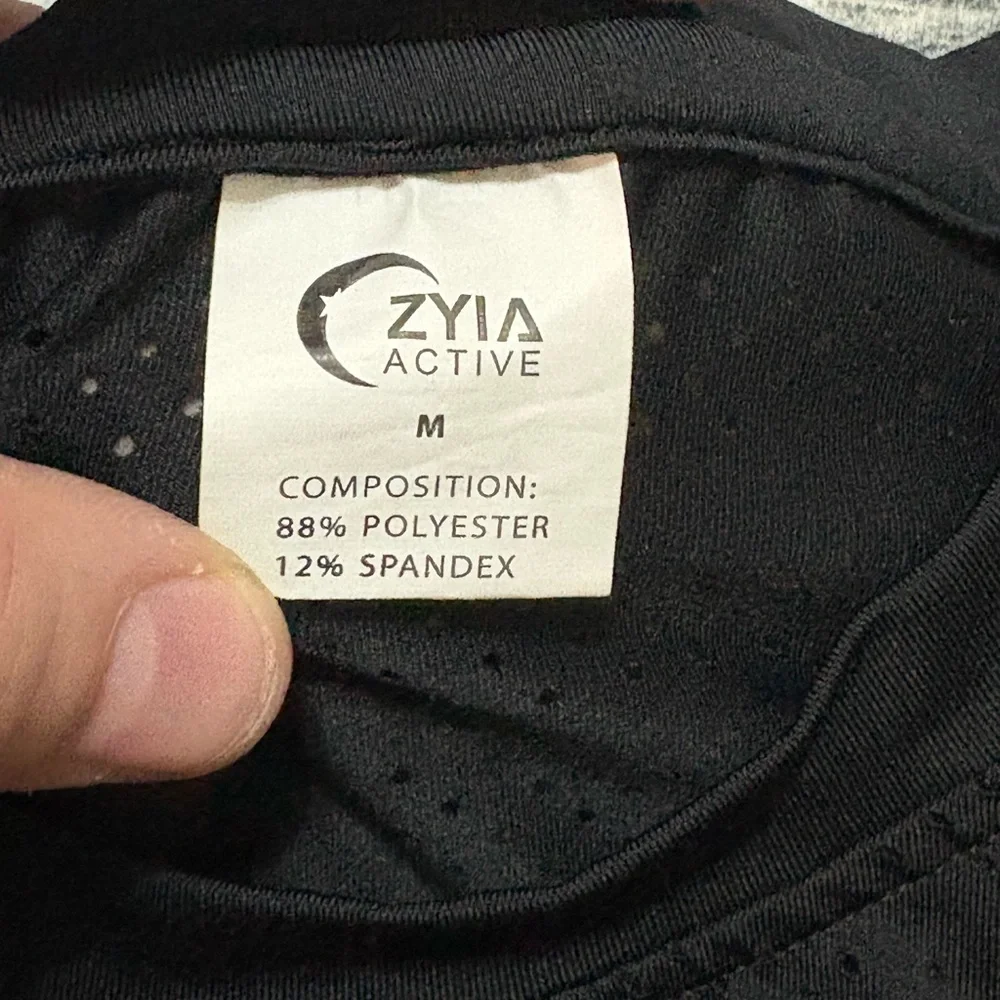 ZYIA
ACTIVE
M
COMPOSITION:
88% POLYESTER
12% SPANDEX